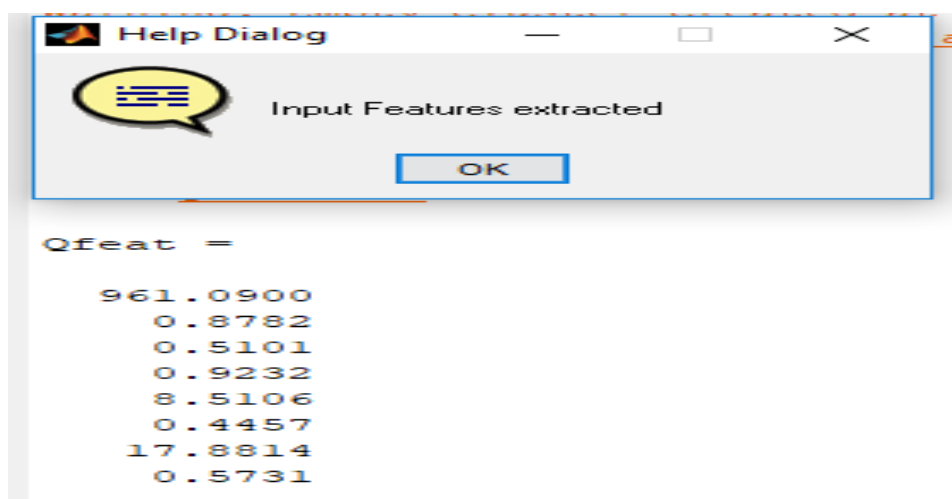 Help Dialog
Input Features extracted
OK
Qfeat =
961.0900
0.8782
0.5101
0.9232
8.5106
0.4457
17.8814
0.5731